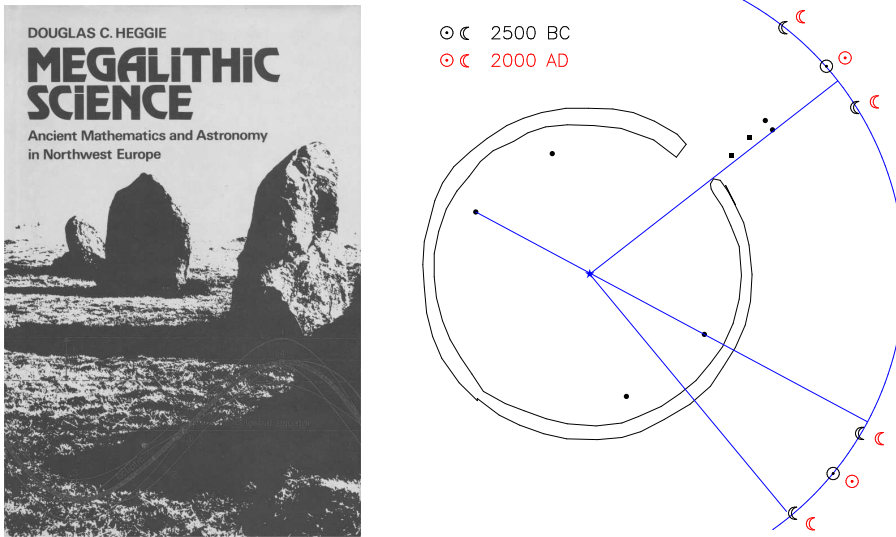 DOUGLAS C. HEGGIE
MEGALITHIC
SCIENCE
Ancient Mathematics and Astronomy
in Northwest Europe
2500 BC
2000 AD